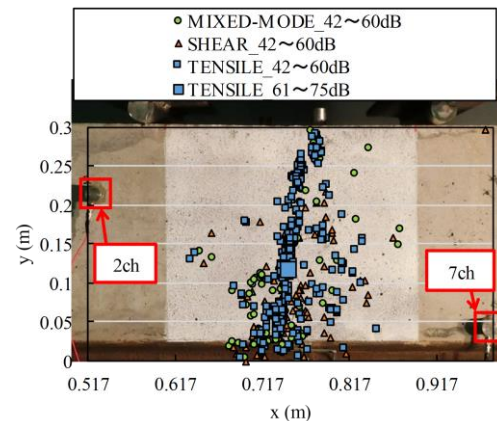 MIXED-MODE_42～60dB
SHEAR_42～60dB
TENSILE_42～60dB
TENSILE_61～75dB
0.3
0.25
0.2
0.15
0.1
0.05
0
y (m)
2ch
7ch
0.517 0.617 0.717 0.817 0.917
x (m)